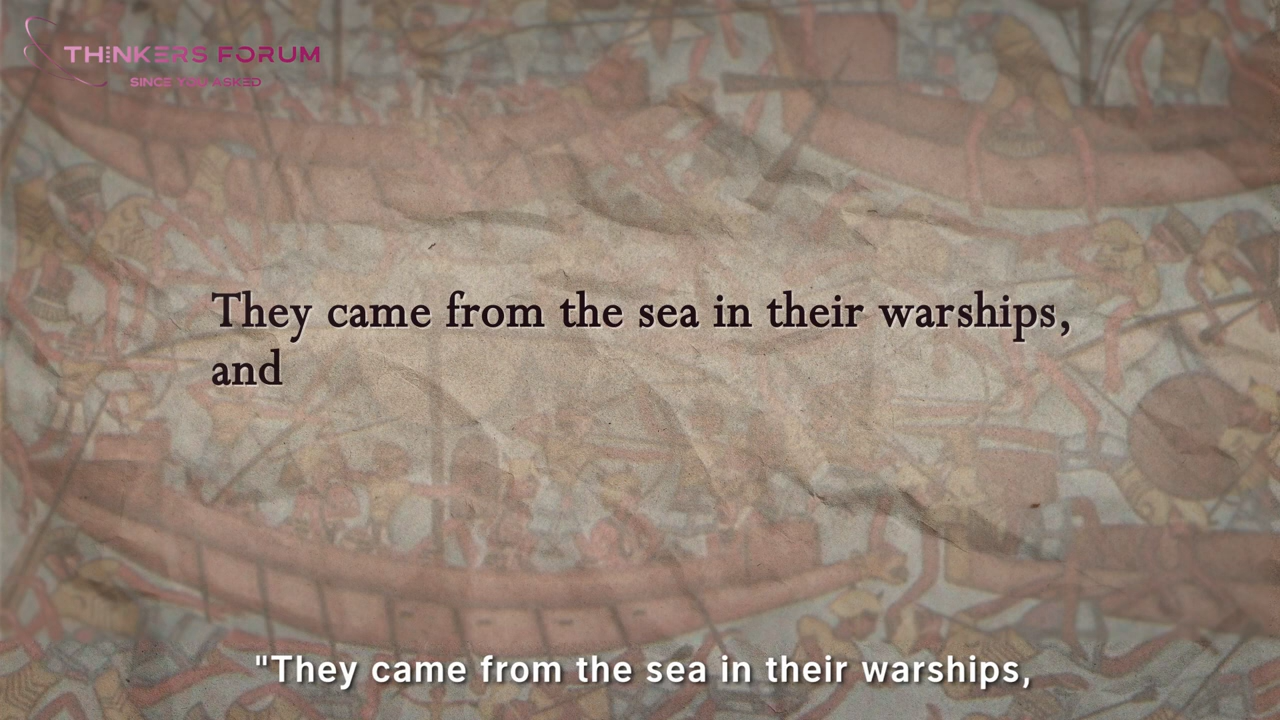 THINKERS FORUM
SINCE YOU ASKED
They came from the sea in their warships,
and
"They came from the sea in their warships,